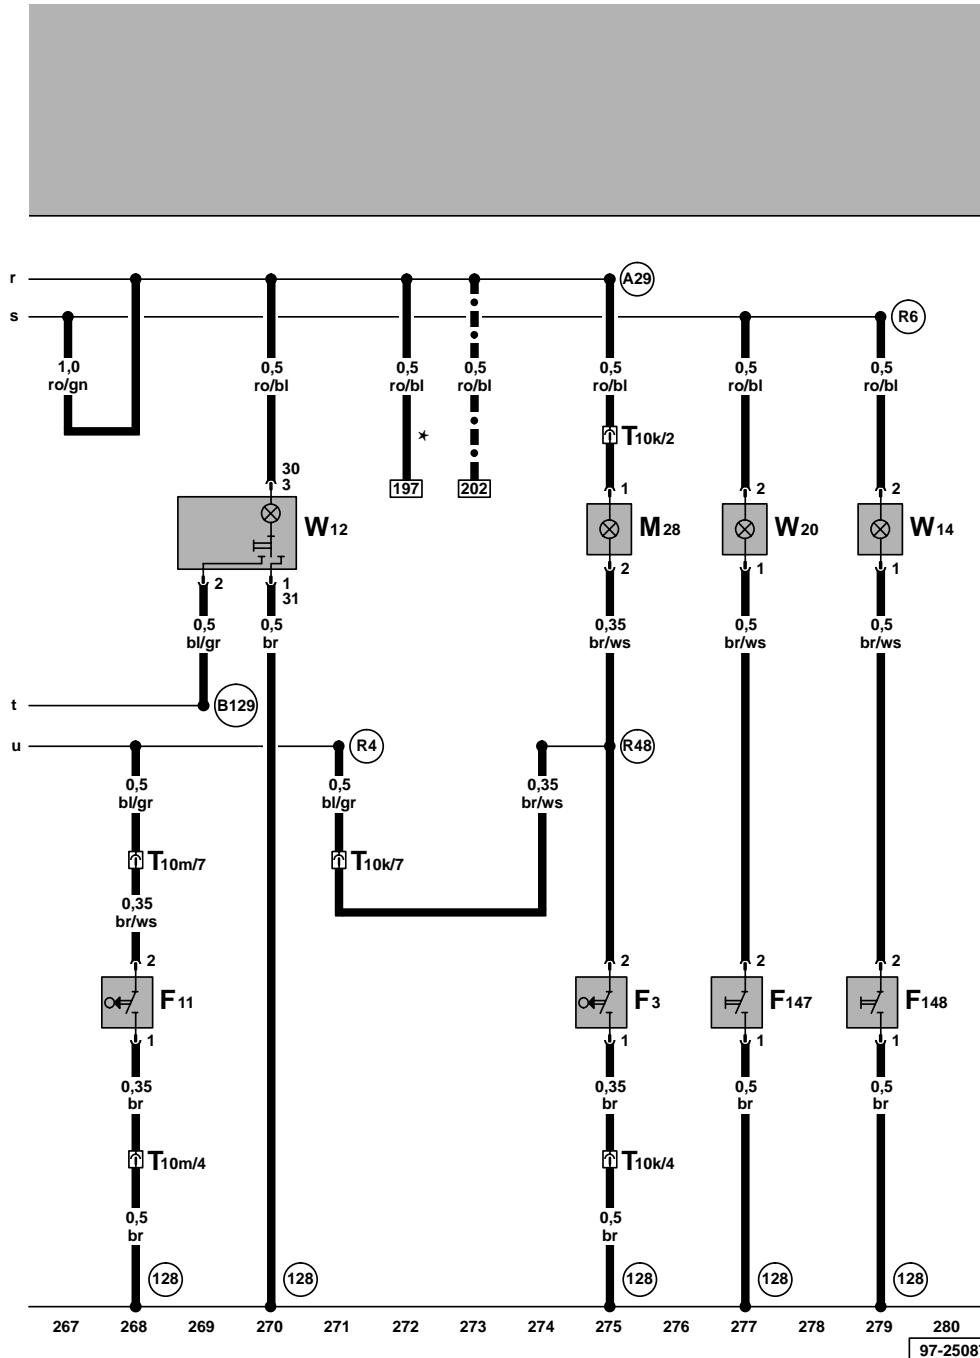 r
A29
s
R6
1,0
ro/gn
0,5
ro/bl
0,5
ro/bl
0,5
ro/bl
0,5
ro/bl
0,5
ro/bl
0,5
ro/bl
*
T10k/2
30
3
197
202
1
2
2
W12
M28
W20
W14
2
1
31
2
1
1
0,5
bl/gr
0,5
br
0,35
br/ws
0,5
br/ws
0,5
br/ws
t
B129
u
R4
R48
0,5
bl/gr
0,5
bl/gr
0,35
br/ws
T10m/7
T10k/7
0,35
br/ws
2
2
2
2
F11
F3
F147
F148
1
1
1
1
0,35
br
0,35
br
0,5
br
0,5
br
T10m/4
T10k/4
0,5
br
0,5
br
128
128
128
128
128
267 268 269 270 271 272 273 274 275 276 277 278 279 280
97-2508